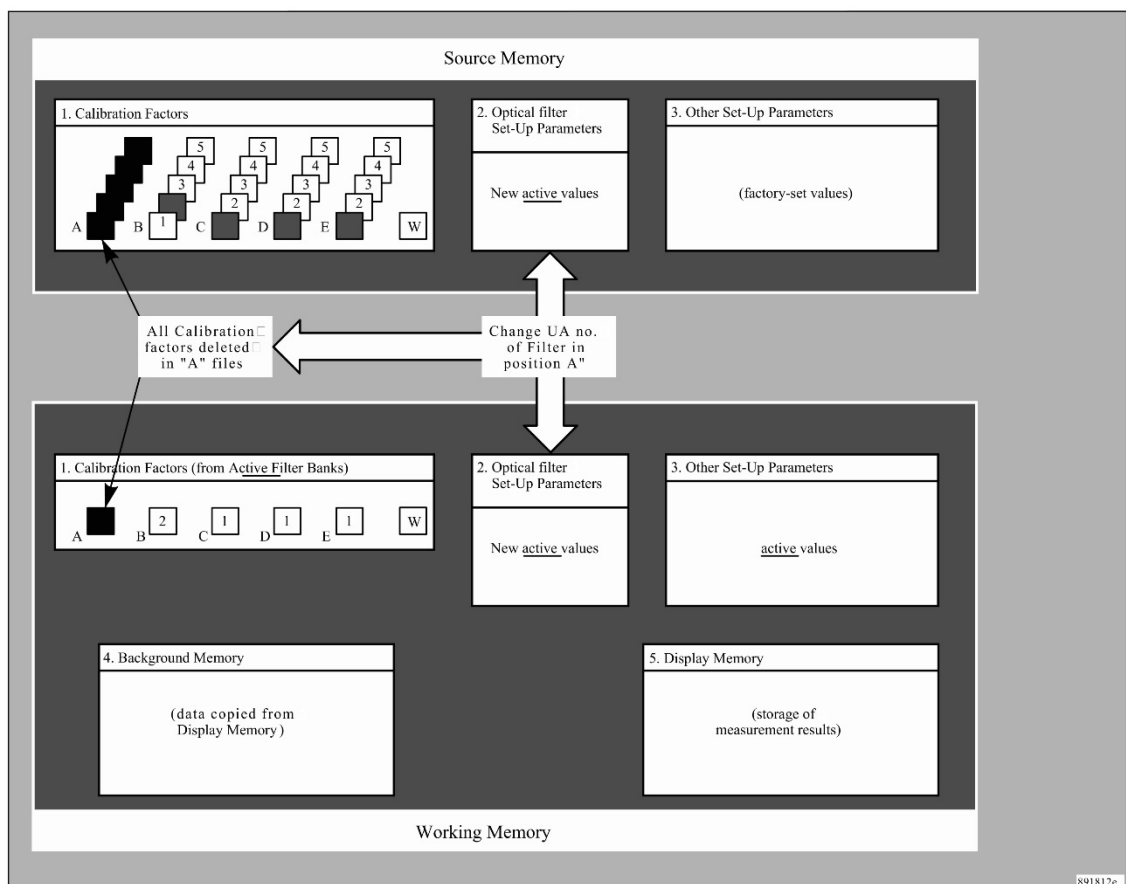 Source Memory
1. Calibration Factors
5 5 5 5
4 4 4 4
3 3 3 3
2 2 2
A B 1 C D E W
2. Optical filter
Set-Up Parameters
New active values
3. Other Set-Up Parameters
(factory-set values)
All Calibration
factors deleted
in "A" files
Change UA no.
of Filter in
position A"
1. Calibration Factors (from Active Filter Banks)
A B 2 C 1 D 1 E 1 W
2. Optical filter
Set-Up Parameters
New active values
3. Other Set-Up Parameters
active values
4. Background Memory
(data copied from
Display Memory)
5. Display Memory
(storage of
measurement results)
Working Memory
891812e